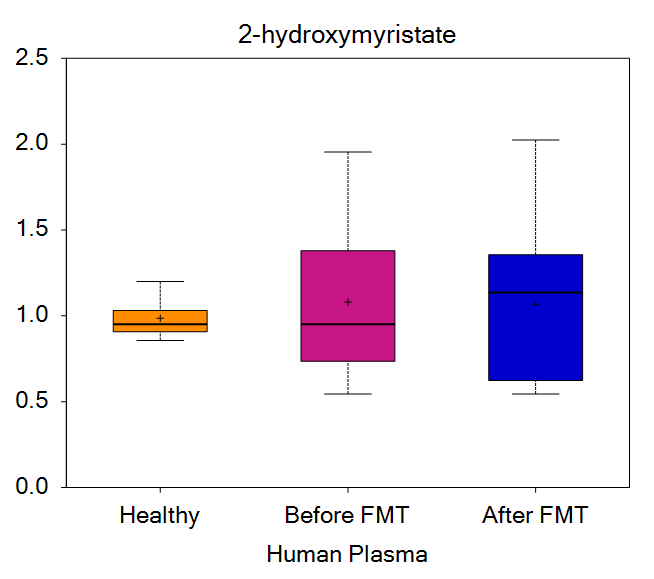 2-hydroxymyristate
2.5
2.0
1.5
1.0
0.5
0.0
Healthy
Before FMT
After FMT
Human Plasma